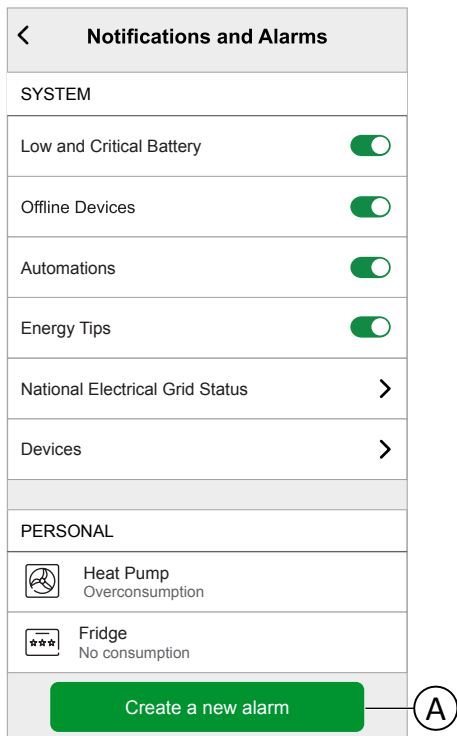 Notifications and Alarms
SYSTEM
Low and Critical Battery
Offline Devices
Automations
Energy Tips
National Electrical Grid Status
Devices
PERSONAL
Heat Pump
Overconsumption
Fridge
No consumption
Create a new alarm
A